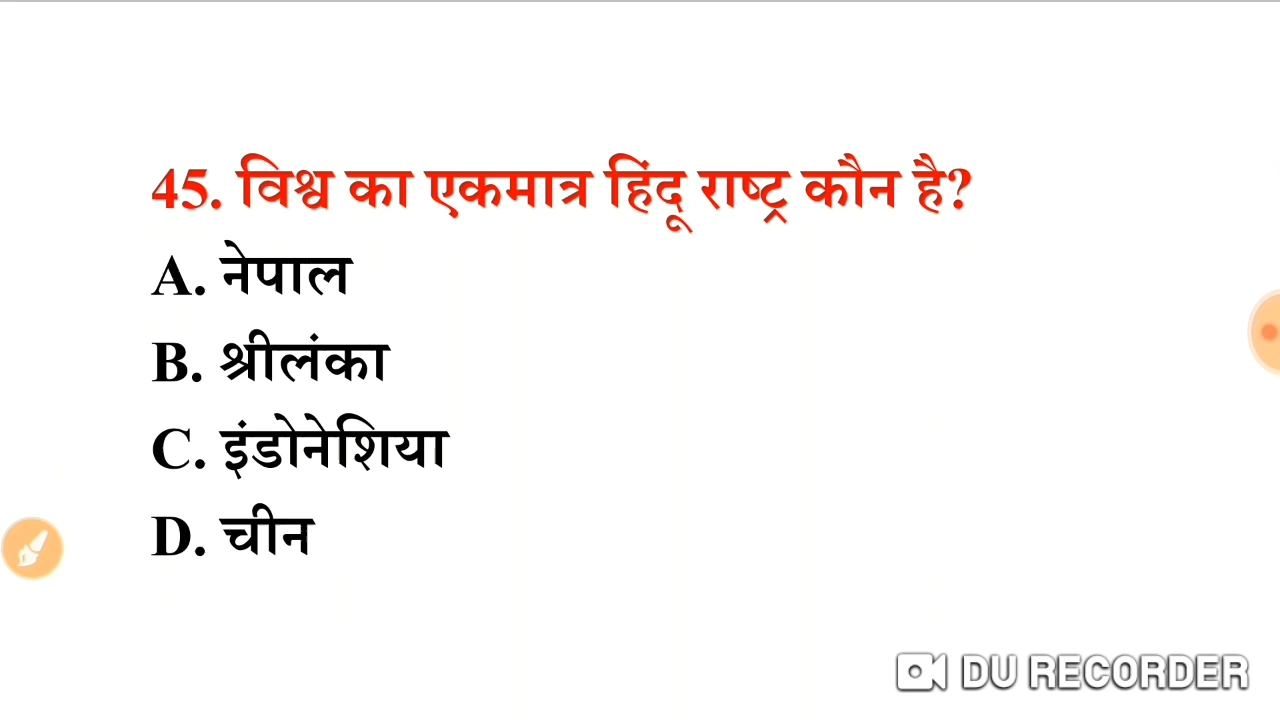 45. विश्व का एकमात्र हिंदू राष्ट्र कौन है?
A. नेपाल
B. श्रीलंका
C. इंडोनेशिया
D. चीन
DU RECORDER